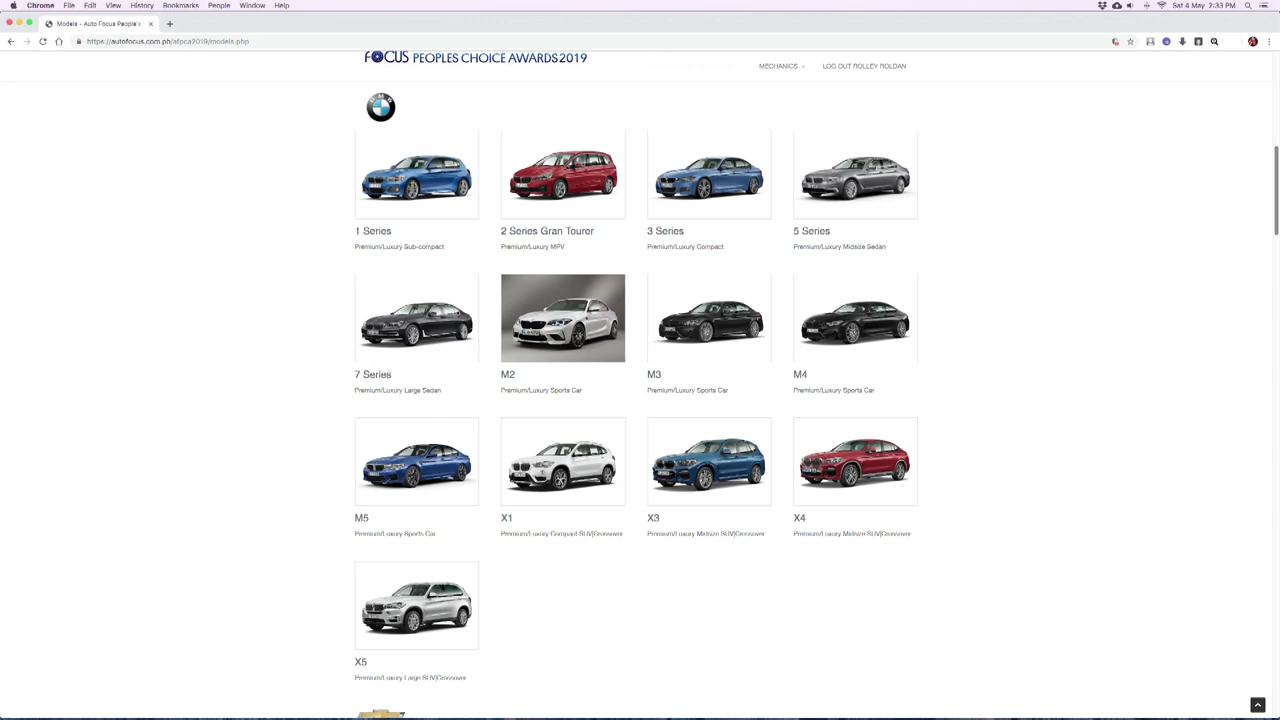 Chrome File Edit View History Bookmarks People Window Help Sat 4 May 2:33 PM
Models - Auto Focus People's
https://autofocus.com.ph/afpca2019/models.php
FOCUS PEOPLES CHOICE AWARDS 2019
MECHANICS LOG OUT ROLLEY ROLDAN
BMW
1 Series 2 Series Gran Tourer 3 Series 5 Series
Premium/Luxury Sub-compact Premium/Luxury MPV Premium/Luxury Compact Premium/Luxury Midsize Sedan
7 Series M2 M3 M4
Premium/Luxury Large Sedan Premium/Luxury Sports Car Premium/Luxury Sports Car Premium/Luxury Sports Car
M5 X1 X3 X4
Premium/Luxury Sports Car Premium/Luxury Compact SUV|Crossover Premium/Luxury Midsize SUV|Crossover Premium/Luxury Midsize SUV|Crossover
X5
Premium/Luxury Large SUV|Crossover